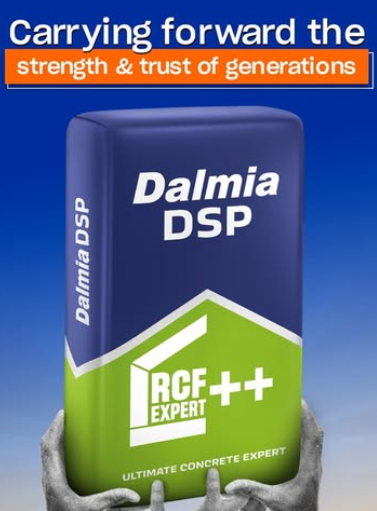 Carrying forward the
strength & trust of generations
Dalmia
DSP
Dalmia DSP
RCF
EXPERT
++
ULTIMATE CONCRETE EXPERT